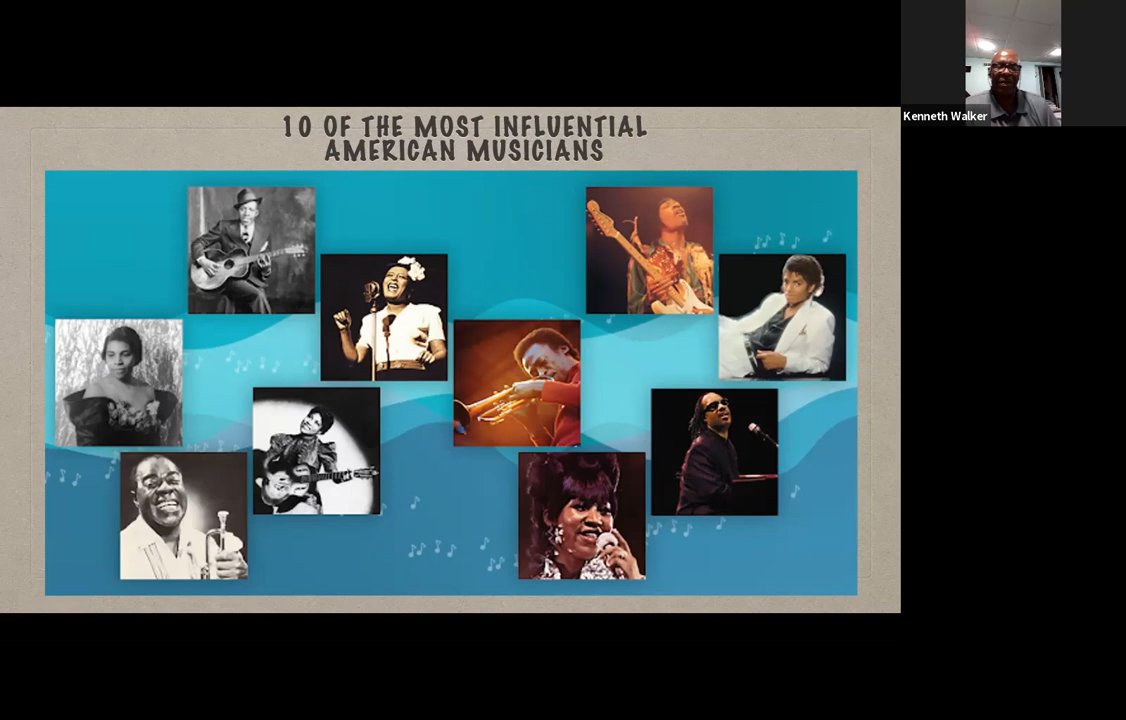 10 OF THE MOST INFLUENTIAL
AMERICAN MUSICIANS
Kenneth Walker